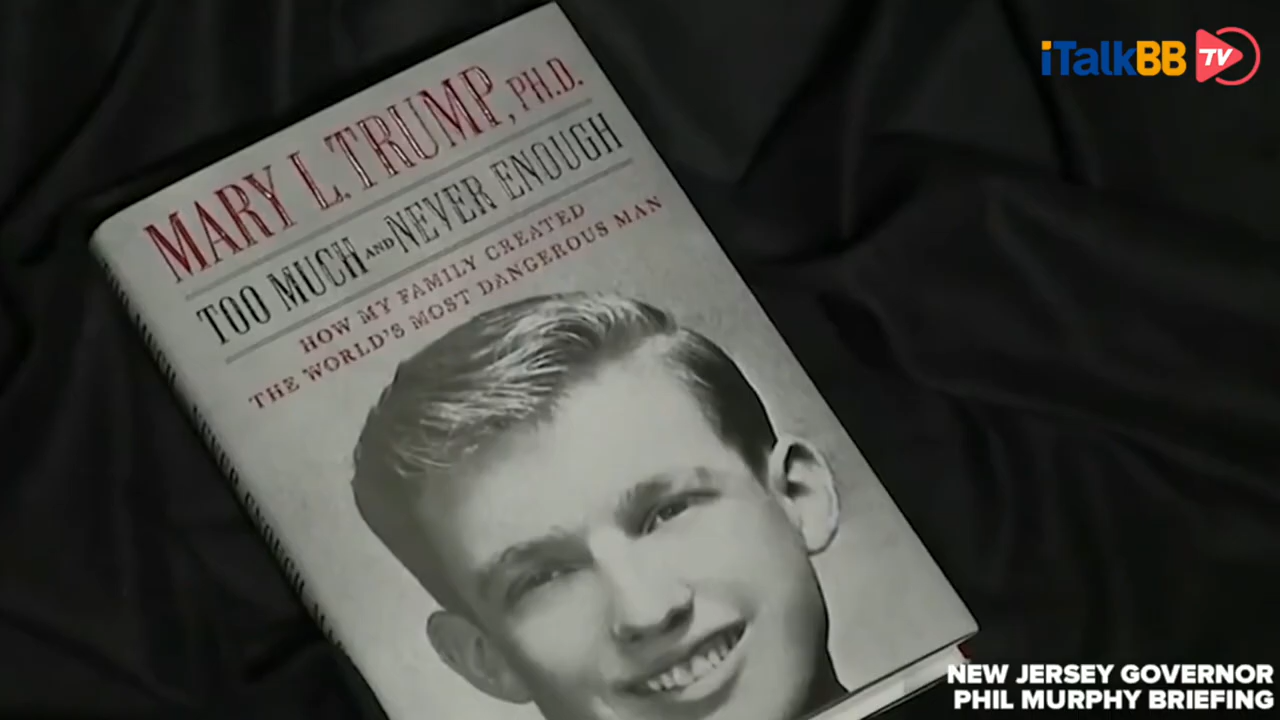 iTalkBB TV
MARY L. TRUMP, PH.D.
TOO MUCH AND NEVER ENOUGH
HOW MY FAMILY CREATED
THE WORLD'S MOST DANGEROUS MAN
NEW JERSEY GOVERNOR
PHIL MURPHY BRIEFING